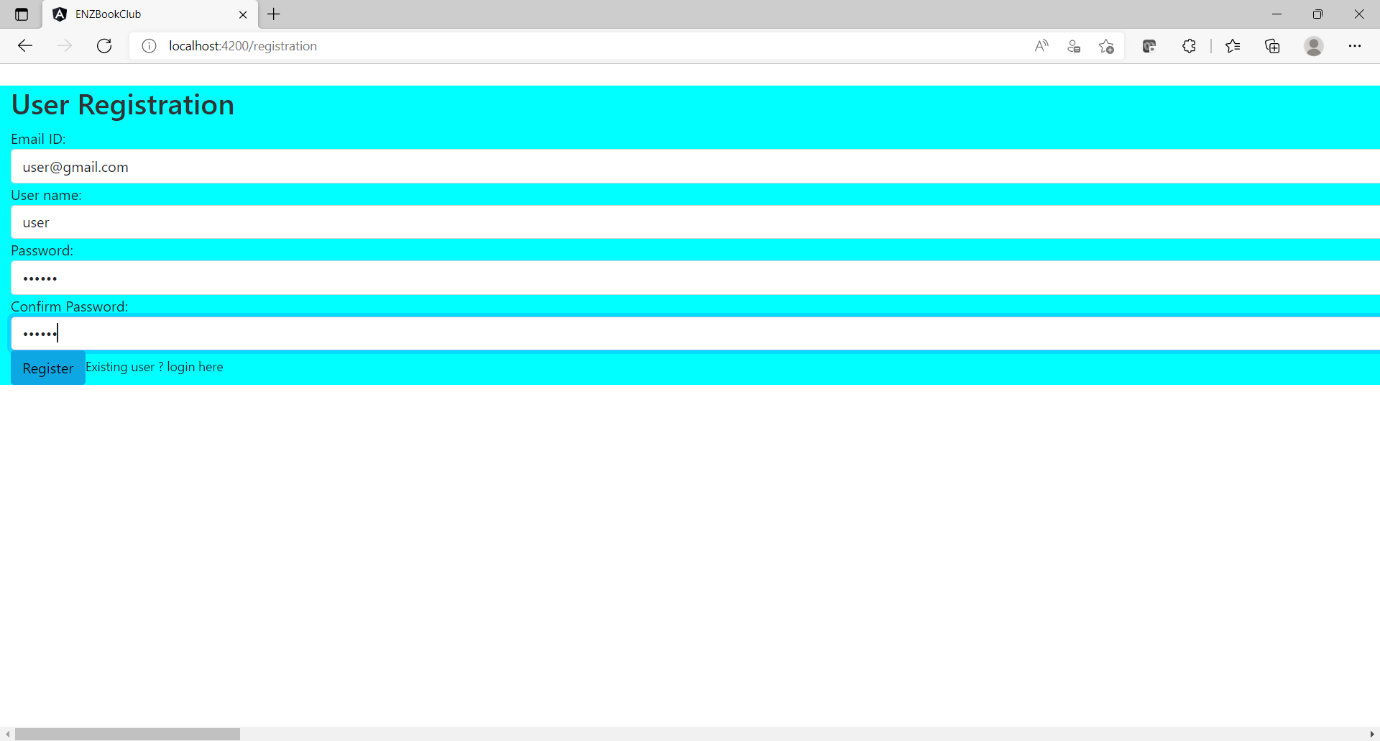 ENZBookClub
localhost:4200/registration
User Registration
Email ID:
user@gmail.com
User name:
user
Password:
••••••
Confirm Password:
••••••
Register Existing user ? login here